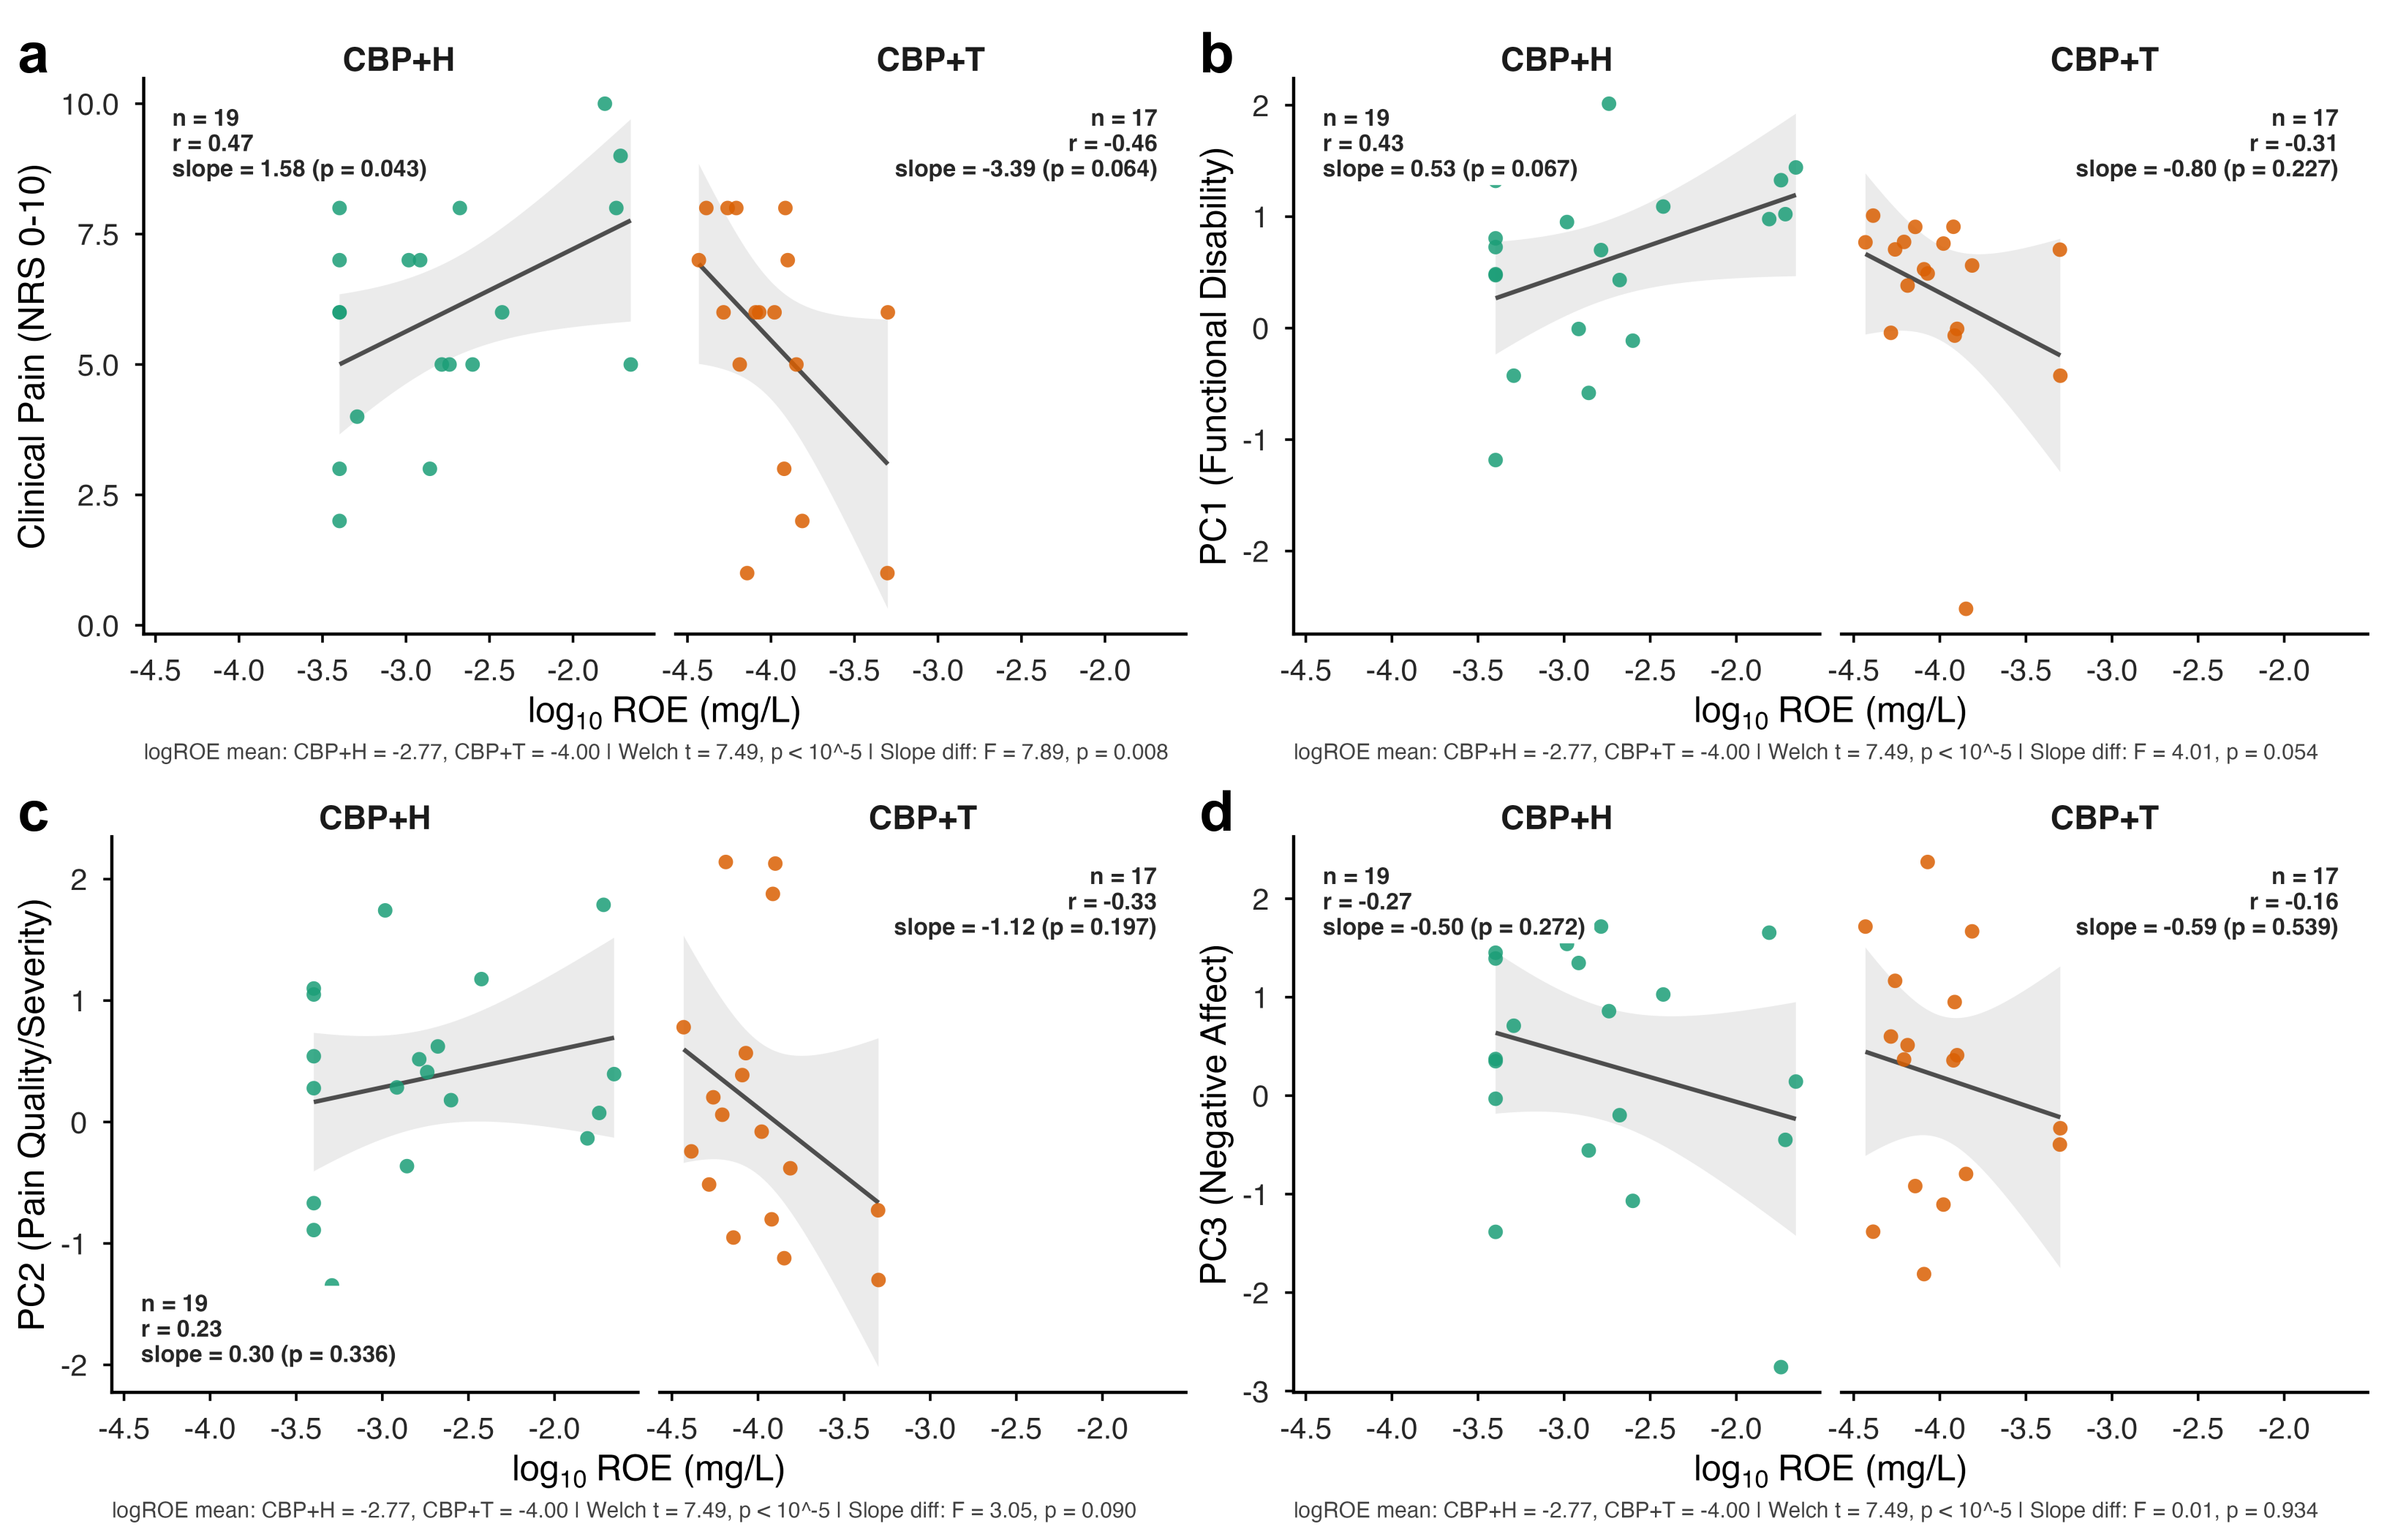 a
CBP+H
CBP+T
n = 19
r = 0.47
slope = 1.58 (p = 0.043)
n = 17
r = -0.46
slope = -3.39 (p = 0.064)
Clinical Pain (NRS 0-10)
10.0
7.5
5.0
2.5
0.0
-4.5 -4.0 -3.5 -3.0 -2.5 -2.0
-4.5 -4.0 -3.5 -3.0 -2.5 -2.0
log10 ROE (mg/L)
logROE mean: CBP+H = -2.77, CBP+T = -4.00 | Welch t = 7.49, p < 10^-5 | Slope diff: F = 7.89, p = 0.008
b
CBP+H
CBP+T
n = 19
r = 0.43
slope = 0.53 (p = 0.067)
n = 17
r = -0.31
slope = -0.80 (p = 0.227)
PC1 (Functional Disability)
2
1
0
-1
-2
-4.5 -4.0 -3.5 -3.0 -2.5 -2.0
-4.5 -4.0 -3.5 -3.0 -2.5 -2.0
log10 ROE (mg/L)
logROE mean: CBP+H = -2.77, CBP+T = -4.00 | Welch t = 7.49, p < 10^-5 | Slope diff: F = 4.01, p = 0.054
c
CBP+H
CBP+T
n = 17
r = -0.33
slope = -1.12 (p = 0.197)
n = 19
r = 0.23
slope = 0.30 (p = 0.336)
PC2 (Pain Quality/Severity)
2
1
0
-1
-2
-4.5 -4.0 -3.5 -3.0 -2.5 -2.0
-4.5 -4.0 -3.5 -3.0 -2.5 -2.0
log10 ROE (mg/L)
logROE mean: CBP+H = -2.77, CBP+T = -4.00 | Welch t = 7.49, p < 10^-5 | Slope diff: F = 3.05, p = 0.090
d
CBP+H
CBP+T
n = 19
r = -0.27
slope = -0.50 (p = 0.272)
n = 17
r = -0.16
slope = -0.59 (p = 0.539)
PC3 (Negative Affect)
2
1
0
-1
-2
-3
-4.5 -4.0 -3.5 -3.0 -2.5 -2.0
-4.5 -4.0 -3.5 -3.0 -2.5 -2.0
log10 ROE (mg/L)
logROE mean: CBP+H = -2.77, CBP+T = -4.00 | Welch t = 7.49, p < 10^-5 | Slope diff: F = 0.01, p = 0.934